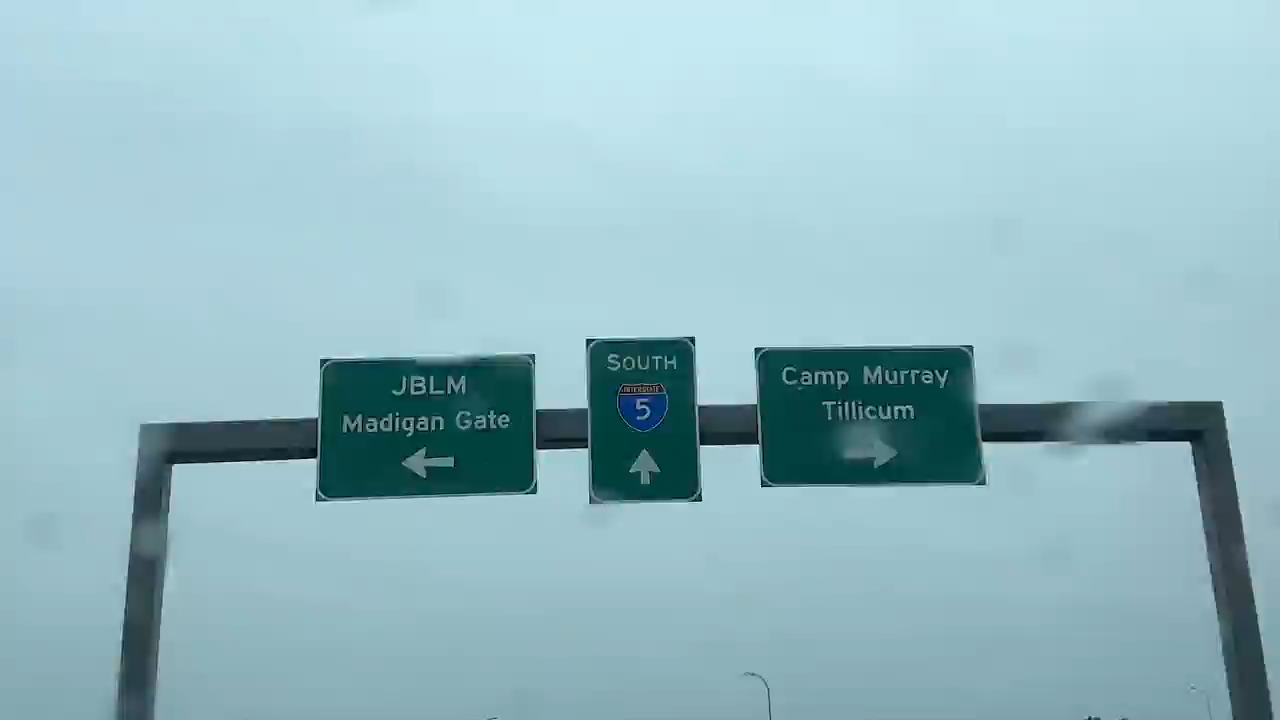 JBLM
Madigan Gate
SOUTH
INTERSTATE
5
Camp Murray
Tillicum